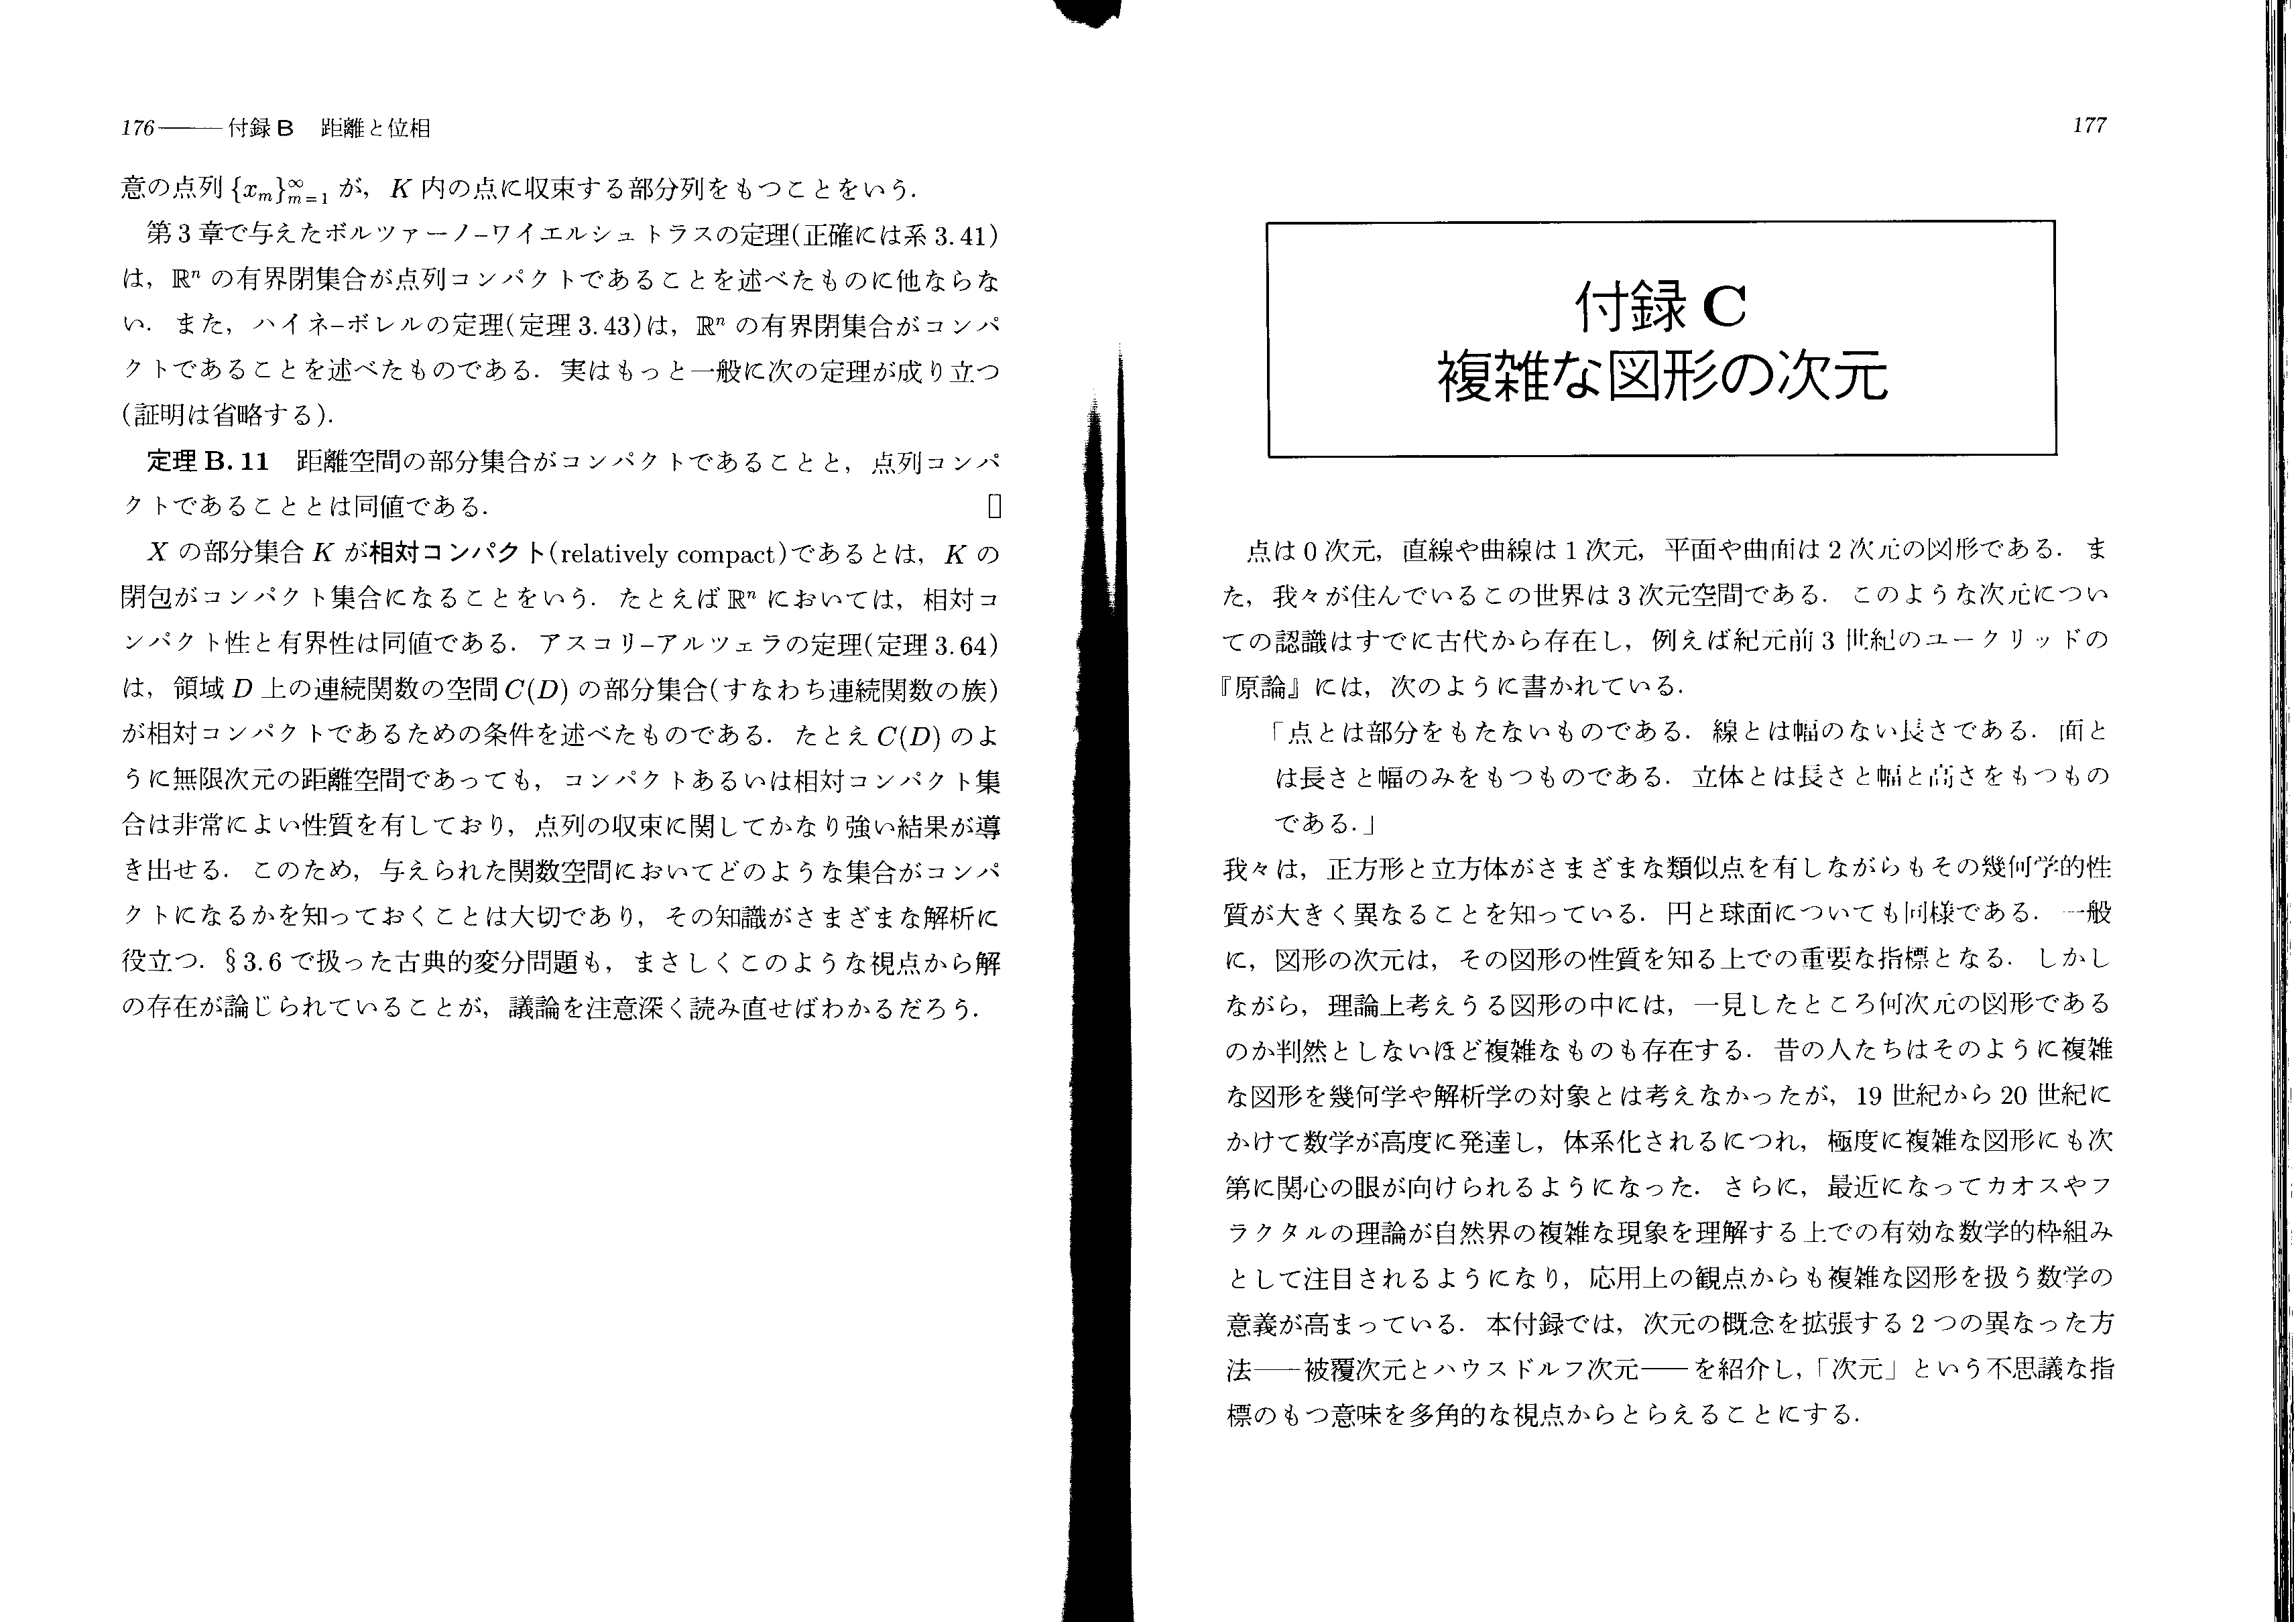 176——付録B 距離と位相
意の点列 {x_m}_{m=1}^∞ が，K 内の点に収束する部分列をもつことをいう．
第3章で与えたボルツァーノ–ワイエルシュトラスの定理(正確には系3.41)
は，ℝⁿ の有界閉集合が点列コンパクトであることを述べたものに他ならな
い．また，ハイネ–ボレルの定理(定理3.43)は，ℝⁿ の有界閉集合がコンパ
クトであることを述べたものである．実はもっと一般に次の定理が成り立つ
(証明は省略する)．
定理B.11 距離空間の部分集合がコンパクトであることと，点列コンパ
クトであることとは同値である． ▯
X の部分集合 K が相対コンパクト(relatively compact)であるとは，K の
閉包がコンパクト集合になることをいう．たとえば ℝⁿ においては，相対コ
ンパクト性と有界性は同値である．アスコリ–アルツェラの定理(定理3.64)
は，領域 D 上の連続関数の空間 C(D) の部分集合(すなわち連続関数の族)
が相対コンパクトであるための条件を述べたものである．たとえ C(D) のよ
うに無限次元の距離空間であっても，コンパクトあるいは相対コンパクト集
合は非常によい性質を有しており，点列の収束に関してかなり強い結果が導
き出せる．このため，与えられた関数空間においてどのような集合がコンパ
クトになるかを知っておくことは大切であり，その知識がさまざまな解析に
役立つ．§3.6で扱った古典的変分問題も，まさしくこのような視点から解
の存在が論じられていることが，議論を注意深く読み直せばわかるだろう．
177
付録C
複雑な図形の次元
点は0次元，直線や曲線は1次元，平面や曲面は2次元の図形である．ま
た，我々が住んでいるこの世界は3次元空間である．このような次元につい
ての認識はすでに古代から存在し，例えば紀元前3世紀のユークリッドの
『原論』には，次のように書かれている．
「点とは部分をもたないものである．線とは幅のない長さである．面と
は長さと幅のみをもつものである．立体とは長さと幅と高さをもつもの
である．」
我々は，正方形と立方体がさまざまな類似点を有しながらもその幾何学的性
質が大きく異なることを知っている．円と球面についても同様である．一般
に，図形の次元は，その図形の性質を知る上での重要な指標となる．しかし
ながら，理論上考えうる図形の中には，一見したところ何次元の図形である
のか判然としないほど複雑なものも存在する．昔の人たちはそのように複雑
な図形を幾何学や解析学の対象とは考えなかったが，19世紀から20世紀に
かけて数学が高度に発達し，体系化されるにつれ，極度に複雑な図形にも次
第に関心の眼が向けられるようになった．さらに，最近になってカオスやフ
ラクタルの理論が自然界の複雑な現象を理解する上での有効な数学的枠組み
として注目されるようになり，応用上の観点からも複雑な図形を扱う数学の
意義が高まっている．本付録では，次元の概念を拡張する2つの異なった方
法——被覆次元とハウスドルフ次元——を紹介し，「次元」という不思議な指
標のもつ意味を多角的な視点からとらえることにする．